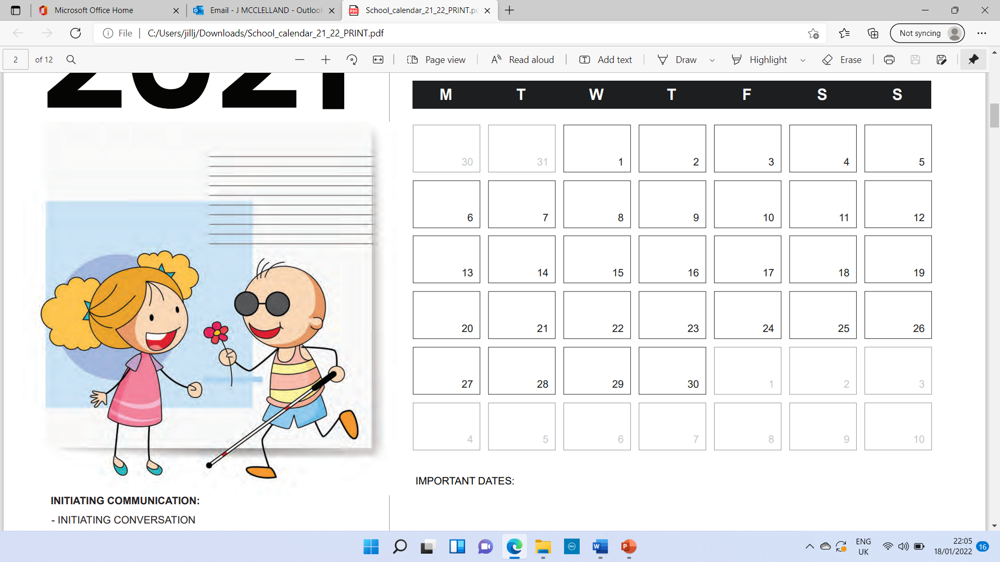 Microsoft Office Home
Email - J MCCLELLAND - Outlook
School_calendar_21_22_PRINT.pd
File
C:/Users/jillj/Downloads/School_calendar_21_22_PRINT.pdf
Not syncing
2 of 12
Page view
Read aloud
Add text
Draw
Highlight
Erase
2021
M T W T F S S
30 31 1 2 3 4 5
6 7 8 9 10 11 12
13 14 15 16 17 18 19
20 21 22 23 24 25 26
27 28 29 30 1 2 3
4 5 6 7 8 9 10
IMPORTANT DATES:
INITIATING COMMUNICATION:
- INITIATING CONVERSATION
ENG
UK
22:05
18/01/2022
16